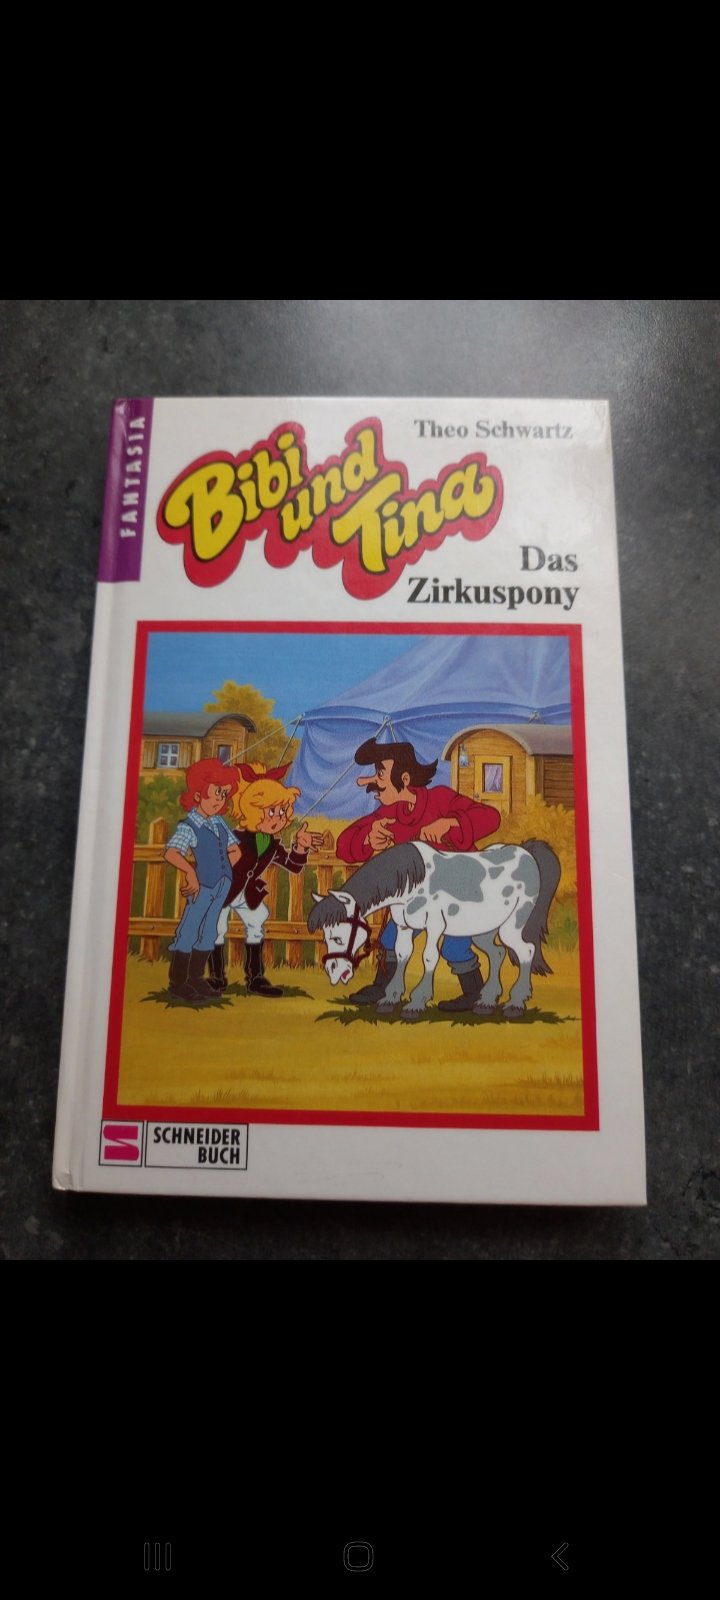 FANTASIA
Theo Schwartz
Bibi
und
Tina
Das
Zirkuspony
SCHNEIDER
BUCH